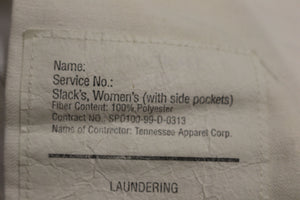 Name:
Service No.:
Slack's, Women's (with side pockets)
Fiber Content: 100% Polyester
Contract NO. SPO100-99-D-0313
Name of Contractor: Tennessee Apparel Corp.
LAUNDERING